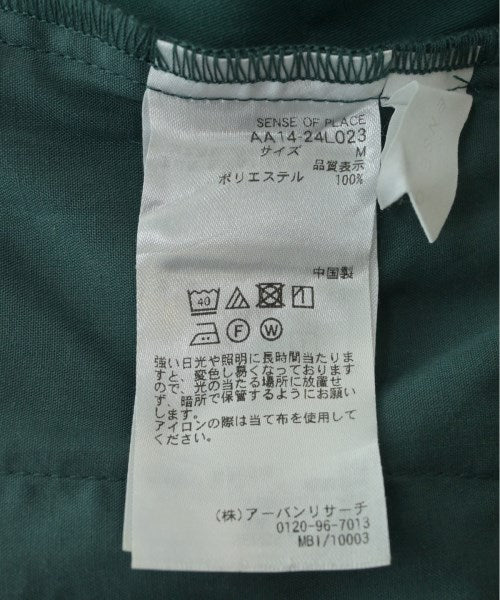 SENSE OF PLACE
AA14-24L023
サイズ M
品質表示
ポリエステル 100%
中国製
40
F W
強い日光や照明に長時間当たりま
すと、変色し易くなっております
ので、光の当たる場所に放置せ
ず、暗所で保管するようにお願い
します。
アイロンの際は当て布を使用して
ください。
(株)アーバンリサーチ
0120-96-7013
MBI/10003